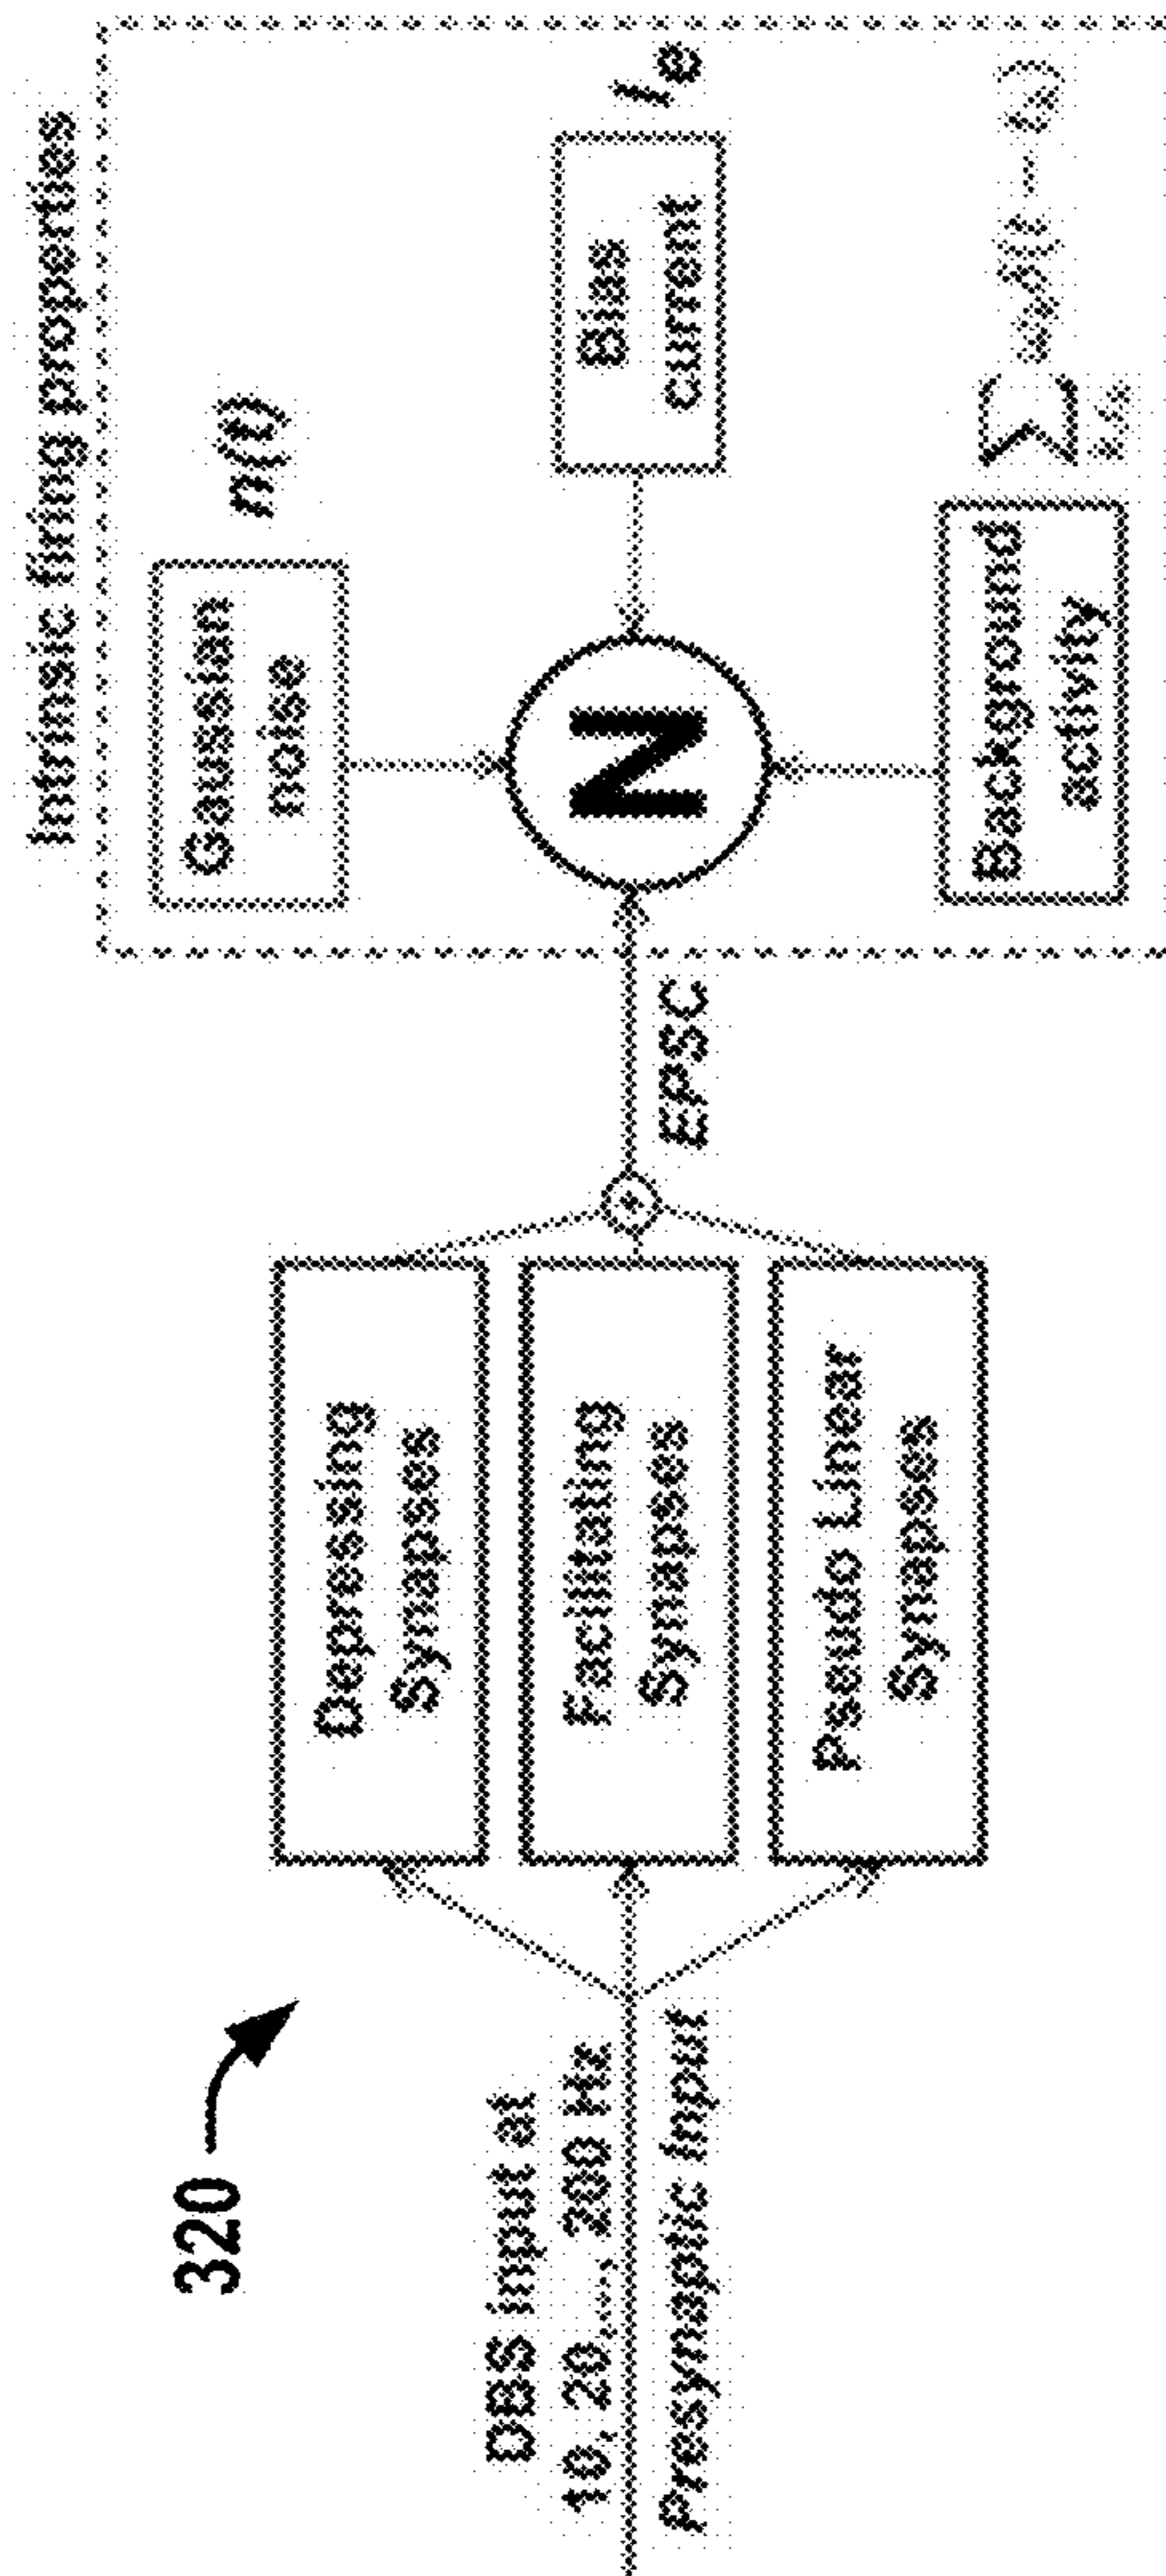 320
DBS input at
10, 20,..., 200 Hz
Presynaptic input
Depressing
Synapses
Facilitating
Synapses
Pseudo Linear
Synapses
EPSC
Intrinsic firing properties
Gaussian
noise
n(t)
N
Bias
current
Background
activity
∑